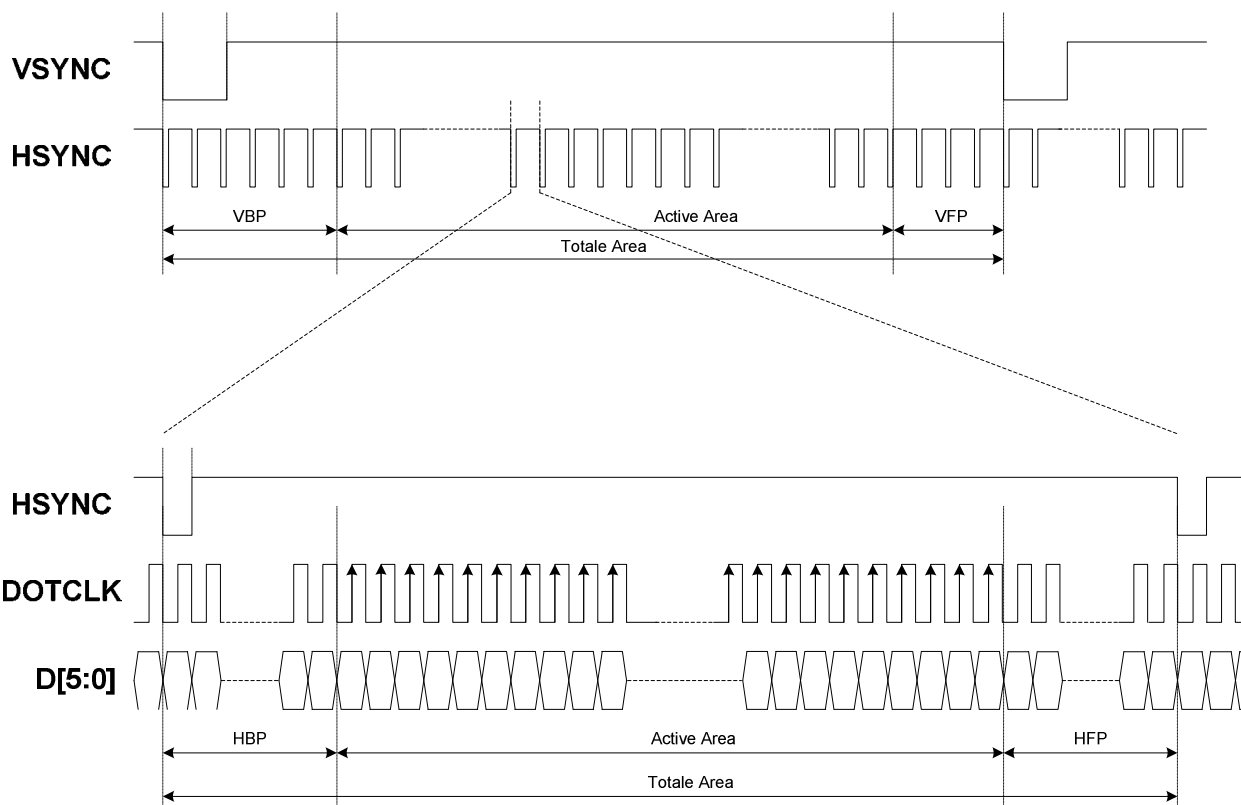 VSYNC
HSYNC
VBP
Active Area
VFP
Totale Area
HSYNC
DOTCLK
D[5:0]
HBP
Active Area
HFP
Totale Area